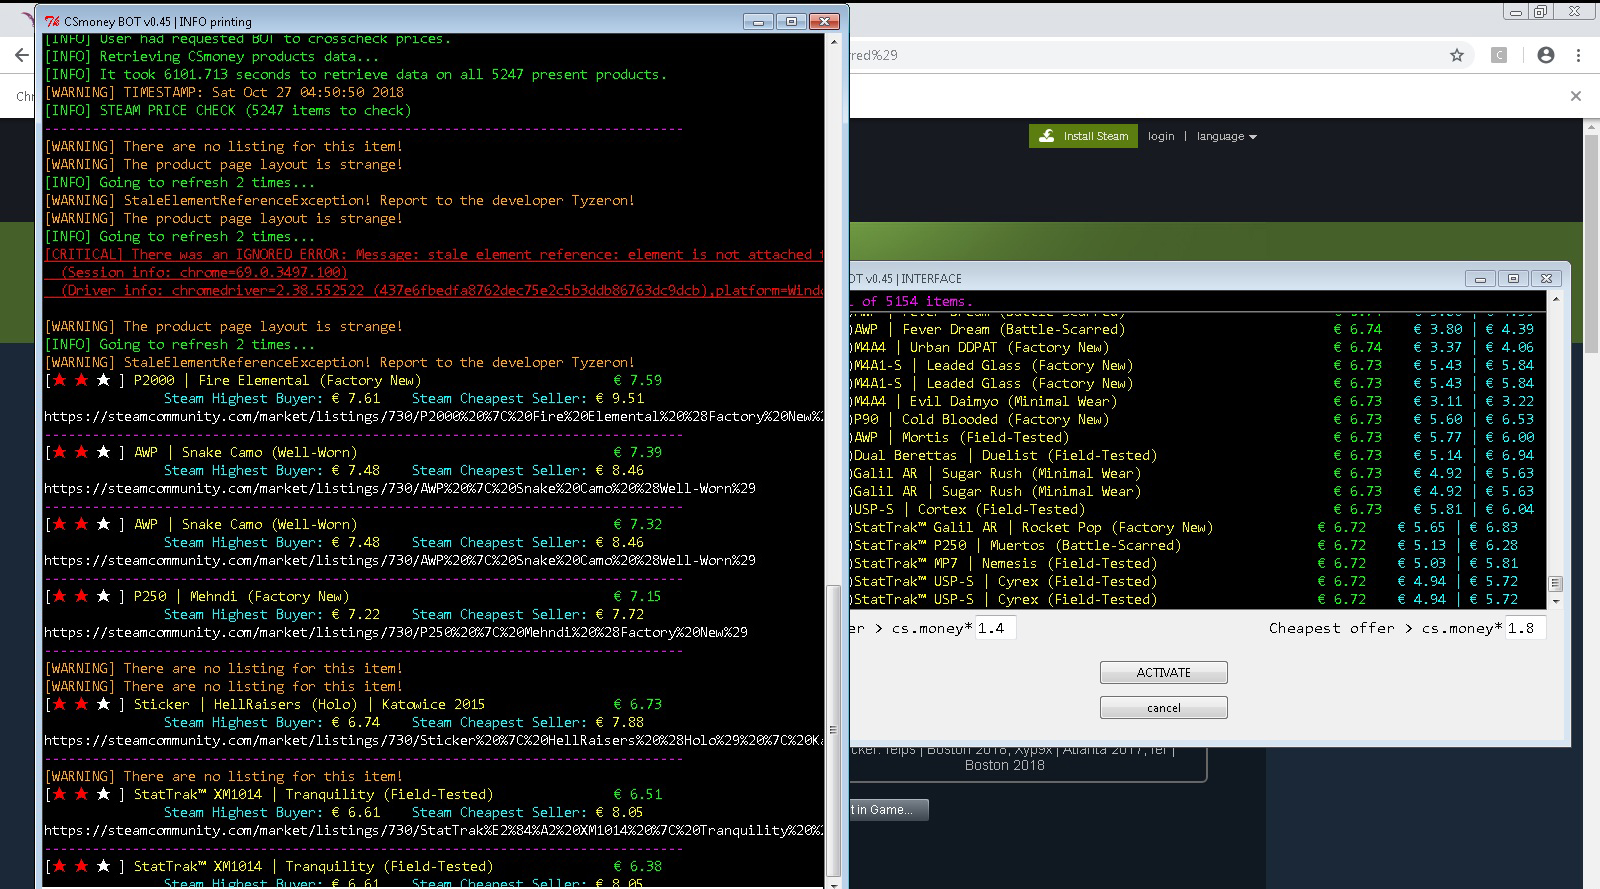 CSmoney BOT v0.45 | INFO printing
[INFO] User had requested BOT to crosscheck prices.
[INFO] Retrieving CSmoney products data...
[INFO] It took 6101.713 seconds to retrieve data on all 5247 present products.
[WARNING] TIMESTAMP: Sat Oct 27 04:50:50 2018
[INFO] STEAM PRICE CHECK (5247 items to check)
[WARNING] There are no listing for this item!
[WARNING] The product page layout is strange!
[INFO] Going to refresh 2 times...
[WARNING] StaleElementReferenceException! Report to the developer Tyzeron!
[WARNING] The product page layout is strange!
[INFO] Going to refresh 2 times...
[CRITICAL] There was an IGNORED ERROR: Message: stale element reference: element is not attached
(Session info: chrome=69.0.3497.100)
(Driver info: chromedriver=2.38.552522 (437e6fbedfa8762dec75e2c5b3ddb86763dc9dcb),platform=Wind
[WARNING] The product page layout is strange!
[INFO] Going to refresh 2 times...
[WARNING] StaleElementReferenceException! Report to the developer Tyzeron!
[★ ★ ★ ] P2000 | Fire Elemental (Factory New) € 7.59
Steam Highest Buyer: € 7.61 Steam Cheapest Seller: € 9.51
https://steamcommunity.com/market/listings/730/P2000%20%7C%20Fire%20Elemental%20%28Factory%20New%
[★ ★ ★ ] AWP | Snake Camo (Well-Worn) € 7.39
Steam Highest Buyer: € 7.48 Steam Cheapest Seller: € 8.46
https://steamcommunity.com/market/listings/730/AWP%20%7C%20Snake%20Camo%20%28Well-Worn%29
[★ ★ ★ ] AWP | Snake Camo (Well-Worn) € 7.32
Steam Highest Buyer: € 7.48 Steam Cheapest Seller: € 8.46
https://steamcommunity.com/market/listings/730/AWP%20%7C%20Snake%20Camo%20%28Well-Worn%29
[★ ★ ★ ] P250 | Mehndi (Factory New) € 7.15
Steam Highest Buyer: € 7.22 Steam Cheapest Seller: € 7.72
https://steamcommunity.com/market/listings/730/P250%20%7C%20Mehndi%20%28Factory%20New%29
[WARNING] There are no listing for this item!
[WARNING] There are no listing for this item!
[★ ★ ★ ] Sticker | HellRaisers (Holo) | Katowice 2015 € 6.73
Steam Highest Buyer: € 6.74 Steam Cheapest Seller: € 7.88
https://steamcommunity.com/market/listings/730/Sticker%20%7C%20HellRaisers%20%28Holo%29%20%7C%20Ka
[WARNING] There are no listing for this item!
[★ ★ ★ ] StatTrak™ XM1014 | Tranquility (Field-Tested) € 6.51
Steam Highest Buyer: € 6.61 Steam Cheapest Seller: € 8.05
https://steamcommunity.com/market/listings/730/StatTrak%E2%84%A2%20XM1014%20%7C%20Tranquility%20%
[★ ★ ★ ] StatTrak™ XM1014 | Tranquility (Field-Tested) € 6.38
Steam Highest Buyer: € 6.61 Steam Cheapest Seller: € 8.05
red%29
Chr
Install Steam login | language
OT v0.45 | INTERFACE
of 5154 items.
AWP | Fever Dream (Battle-Scarred) € 6.74 € 3.80 | € 4.39
)AWP | Fever Dream (Battle-Scarred) € 6.74 € 3.80 | € 4.39
)M4A4 | Urban DDPAT (Factory New) € 6.74 € 3.37 | € 4.06
)M4A1-S | Leaded Glass (Factory New) € 6.73 € 5.43 | € 5.84
)M4A1-S | Leaded Glass (Factory New) € 6.73 € 5.43 | € 5.84
)M4A4 | Evil Daimyo (Minimal Wear) € 6.73 € 3.11 | € 3.22
)P90 | Cold Blooded (Factory New) € 6.73 € 5.60 | € 6.53
)AWP | Mortis (Field-Tested) € 6.73 € 5.77 | € 6.00
)Dual Berettas | Duelist (Field-Tested) € 6.73 € 5.14 | € 6.94
)Galil AR | Sugar Rush (Minimal Wear) € 6.73 € 4.92 | € 5.63
)Galil AR | Sugar Rush (Minimal Wear) € 6.73 € 4.92 | € 5.63
)USP-S | Cortex (Field-Tested) € 6.73 € 5.81 | € 6.04
)StatTrak™ Galil AR | Rocket Pop (Factory New) € 6.72 € 5.65 | € 6.83
)StatTrak™ P250 | Muertos (Battle-Scarred) € 6.72 € 5.13 | € 6.28
)StatTrak™ MP7 | Nemesis (Field-Tested) € 6.72 € 5.03 | € 5.81
)StatTrak™ USP-S | Cyrex (Field-Tested) € 6.72 € 4.94 | € 5.72
)StatTrak™ USP-S | Cyrex (Field-Tested) € 6.72 € 4.94 | € 5.72
er > cs.money* 1.4 Cheapest offer > cs.money* 1.8
ACTIVATE
cancel
cker: felps | Boston 2018, Xyp9x | Atlanta 2017, fer |
Boston 2018
t in Game...